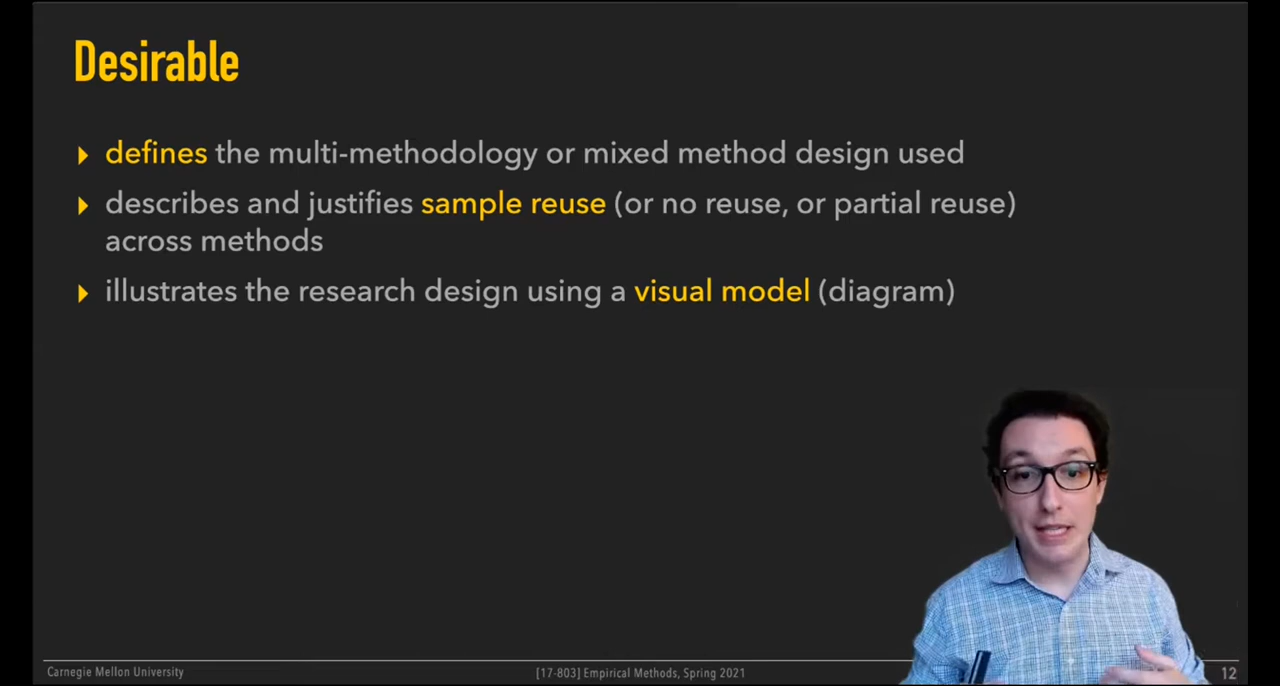 Desirable
defines the multi-methodology or mixed method design used
describes and justifies sample reuse (or no reuse, or partial reuse)
across methods
illustrates the research design using a visual model (diagram)
Carnegie Mellon University
[17-803] Empirical Methods, Spring 2021
12